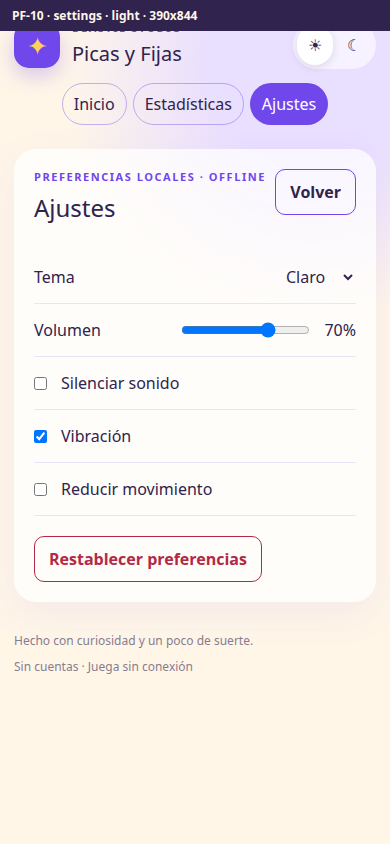 PF-10 · settings · light · 390x844
Picas y Fijas
Inicio
Estadísticas
Ajustes
PREFERENCIAS LOCALES · OFFLINE
Volver
Ajustes
Tema
Claro
Volumen
70%
Silenciar sonido
Vibración
Reducir movimiento
Restablecer preferencias
Hecho con curiosidad y un poco de suerte.
Sin cuentas · Juega sin conexión